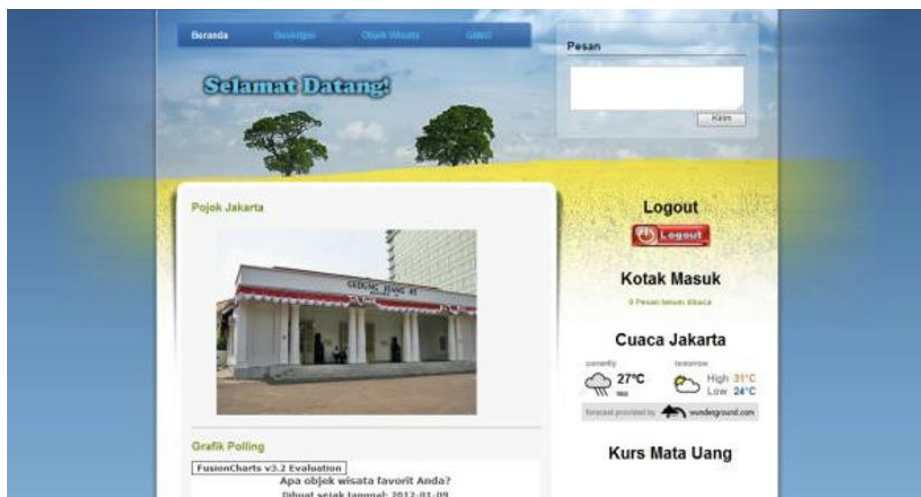 Beranda
Deskripsi
Objek Wisata
Galeri
Selamat Datang!
Pesan
Kirim
Pojok Jakarta
GEDUNG JOANG 45
Logout
Logout
Kotak Masuk
0 Pesan belum dibaca
Cuaca Jakarta
currently
tomorrow
27°C
High 31°C
Low 24°C
forecast provided by
wunderground.com
Kurs Mata Uang
Grafik Polling
FusionCharts v3.2 Evaluation
Apa objek wisata favorit Anda?
Dibuat sejak tanggal: 2012-01-09